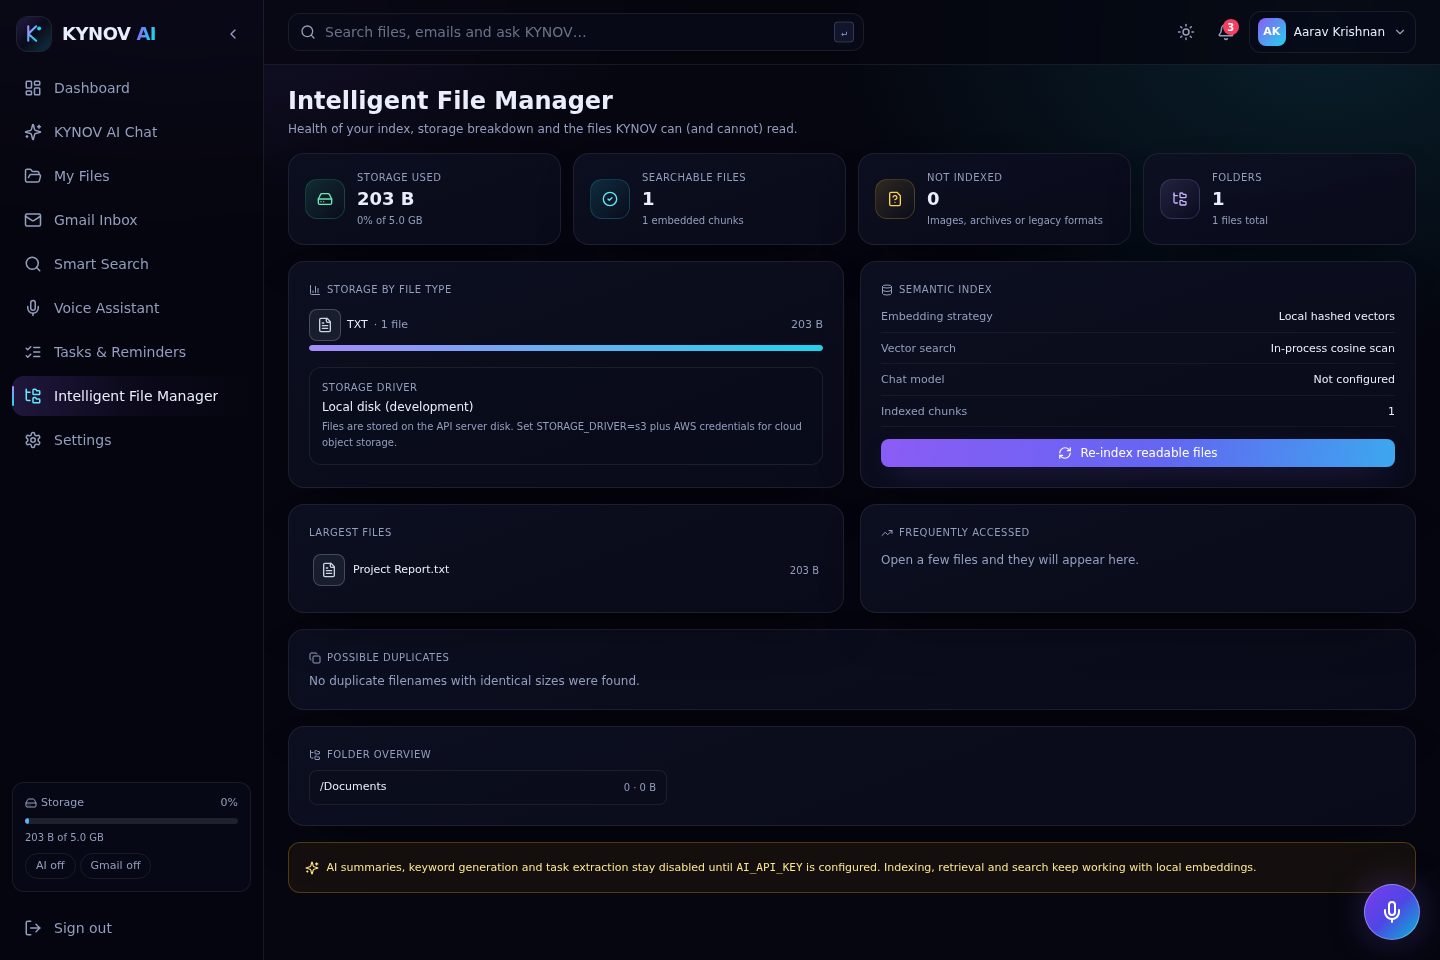 KYNOV AI
Dashboard
KYNOV AI Chat
My Files
Gmail Inbox
Smart Search
Voice Assistant
Tasks & Reminders
Intelligent File Manager
Settings
Storage 0%
203 B of 5.0 GB
AI off Gmail off
Sign out
Search files, emails and ask KYNOV...
3
AK Aarav Krishnan
Intelligent File Manager
Health of your index, storage breakdown and the files KYNOV can (and cannot) read.
STORAGE USED
203 B
0% of 5.0 GB
SEARCHABLE FILES
1
1 embedded chunks
NOT INDEXED
0
Images, archives or legacy formats
FOLDERS
1
1 files total
STORAGE BY FILE TYPE
TXT · 1 file 203 B
STORAGE DRIVER
Local disk (development)
Files are stored on the API server disk. Set STORAGE_DRIVER=s3 plus AWS credentials for cloud
object storage.
SEMANTIC INDEX
Embedding strategy Local hashed vectors
Vector search In-process cosine scan
Chat model Not configured
Indexed chunks 1
Re-index readable files
LARGEST FILES
Project Report.txt 203 B
FREQUENTLY ACCESSED
Open a few files and they will appear here.
POSSIBLE DUPLICATES
No duplicate filenames with identical sizes were found.
FOLDER OVERVIEW
/Documents 0 · 0 B
AI summaries, keyword generation and task extraction stay disabled until AI_API_KEY is configured. Indexing, retrieval and search keep working with local embeddings.